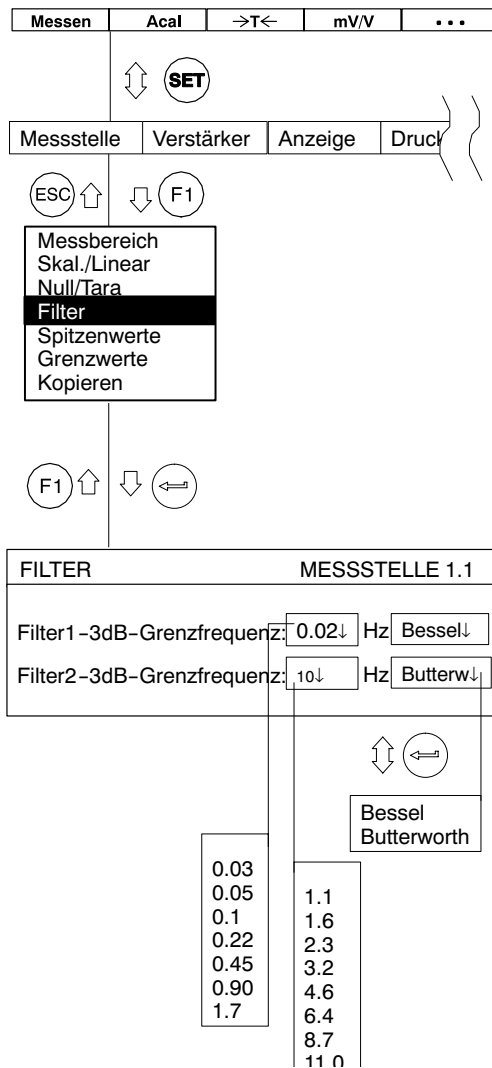 Messen Acal →T← mV/V •••
SET
Messstelle Verstärker Anzeige Druck
ESC F1
Messbereich
Skal./Linear
Null/Tara
Filter
Spitzenwerte
Grenzwerte
Kopieren
F1
FILTER MESSSTELLE 1.1
Filter1-3dB-Grenzfrequenz: 0.02↓ Hz Bessel↓
Filter2-3dB-Grenzfrequenz: 10↓ Hz Butterw↓
Bessel
Butterworth
0.03
0.05
0.1
0.22
0.45
0.90
1.7
1.1
1.6
2.3
3.2
4.6
6.4
8.7
11.0